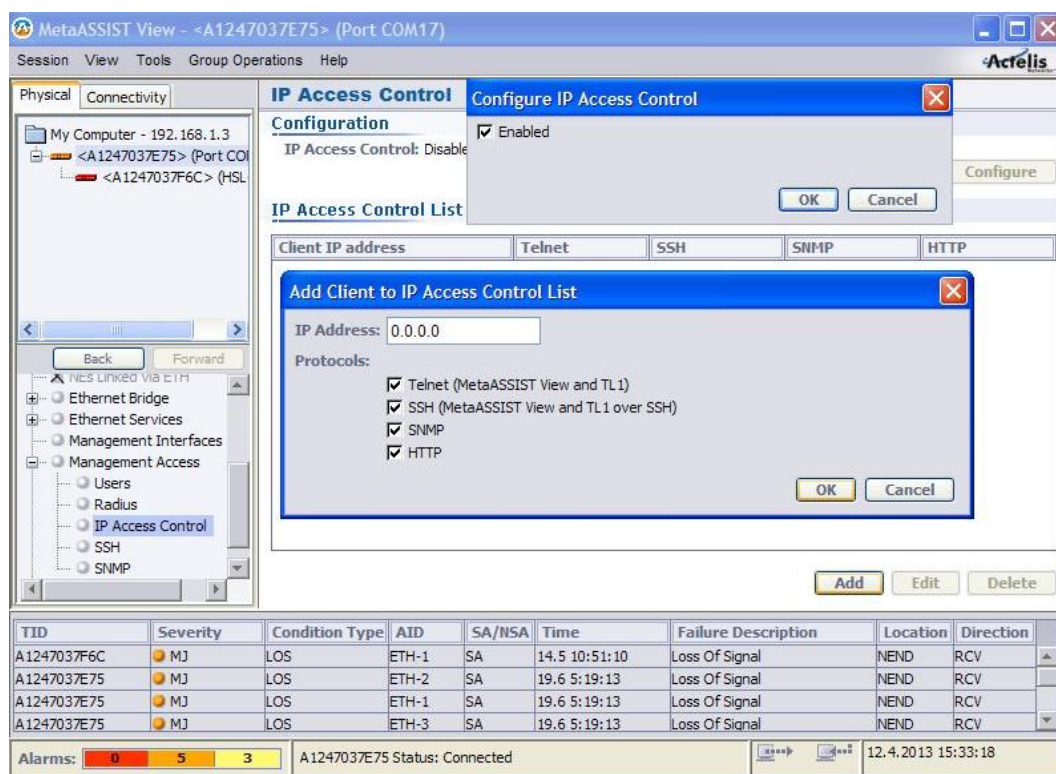 MetaASSIST View - <A1247037E75> (Port COM17)
Session View Tools Group Operations Help
Actelis
Physical Connectivity
My Computer - 192.168.1.3
<A1247037E75> (Port COI
<A1247037F6C> (HSL
Back Forward
NEs Linked via ETH
Ethernet Bridge
Ethernet Services
Management Interfaces
Management Access
Users
Radius
IP Access Control
SSH
SNMP
IP Access Control
Configuration
IP Access Control: Disable
Configure
Configure IP Access Control
Enabled
OK Cancel
IP Access Control List
Client IP address Telnet SSH SNMP HTTP
Add Client to IP Access Control List
IP Address: 0.0.0.0
Protocols:
Telnet (MetaASSIST View and TL1)
SSH (MetaASSIST View and TL1 over SSH)
SNMP
HTTP
OK Cancel
Add Edit Delete
TID Severity Condition Type AID SA/NSA Time Failure Description Location Direction
A1247037F6C MJ LOS ETH-1 SA 14.5 10:51:10 Loss Of Signal NEND RCV
A1247037E75 MJ LOS ETH-2 SA 19.6 5:19:13 Loss Of Signal NEND RCV
A1247037E75 MJ LOS ETH-1 SA 19.6 5:19:13 Loss Of Signal NEND RCV
A1247037E75 MJ LOS ETH-3 SA 19.6 5:19:13 Loss Of Signal NEND RCV
Alarms: 0 5 3 A1247037E75 Status: Connected 12.4.2013 15:33:18